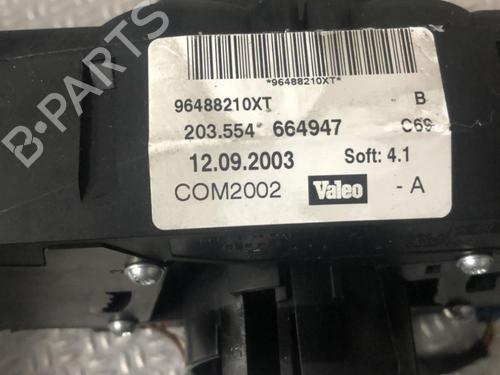 *96488210XT*
96488210XT - B
203.554 664947 C69
12.09.2003 Soft: 4.1
COM2002 Valeo - A
B-PARTS